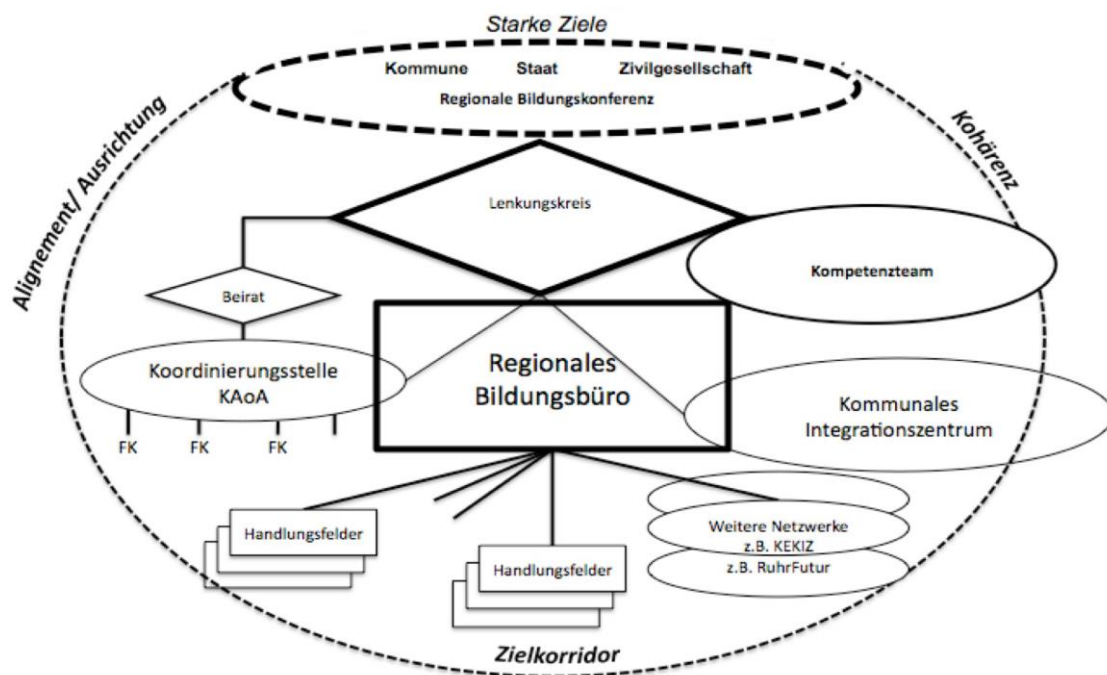 Starke Ziele
Kommune Staat Zivilgesellschaft
Regionale Bildungskonferenz
Alignement/ Ausrichtung
Kohärenz
Lenkungskreis
Kompetenzteam
Beirat
Koordinierungsstelle
KAoA
FK FK FK
Regionales
Bildungsbüro
Kommunales
Integrationszentrum
Handlungsfelder
Handlungsfelder
Weitere Netzwerke
z.B. KEKIZ
z.B. RuhrFutur
Zielkorridor